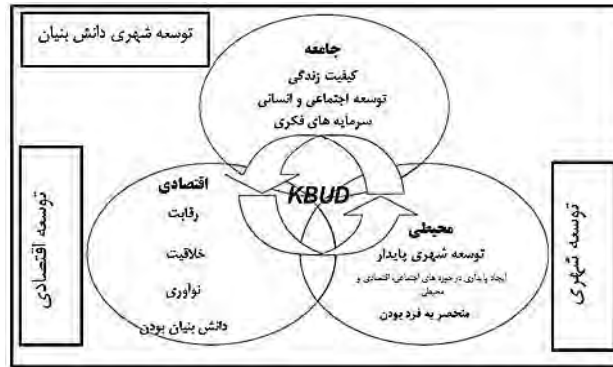 توسعه شهری دانش بنیان
جامعه
کیفیت زندگی
توسعه اجتماعی و انسانی
سرمایه های فکری
KBUD
اقتصادی
رقابت
خلاقیت
نوآوری
دانش بنیان بودن
محیطی
توسعه شهری پایدار
ایجاد پایداری در حوزه های اجتماعی، اقتصادی و
محیطی
منحصر به فرد بودن
توسعه اقتصادی
توسعه شهری